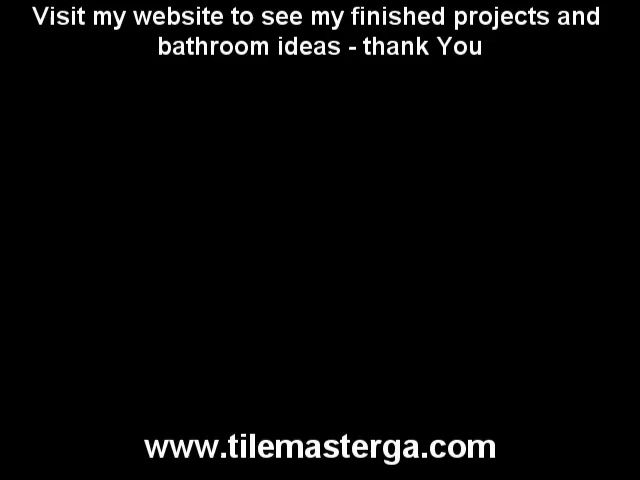 Visit my website to see my finished projects and
bathroom ideas - thank You
www.tilemasterga.com